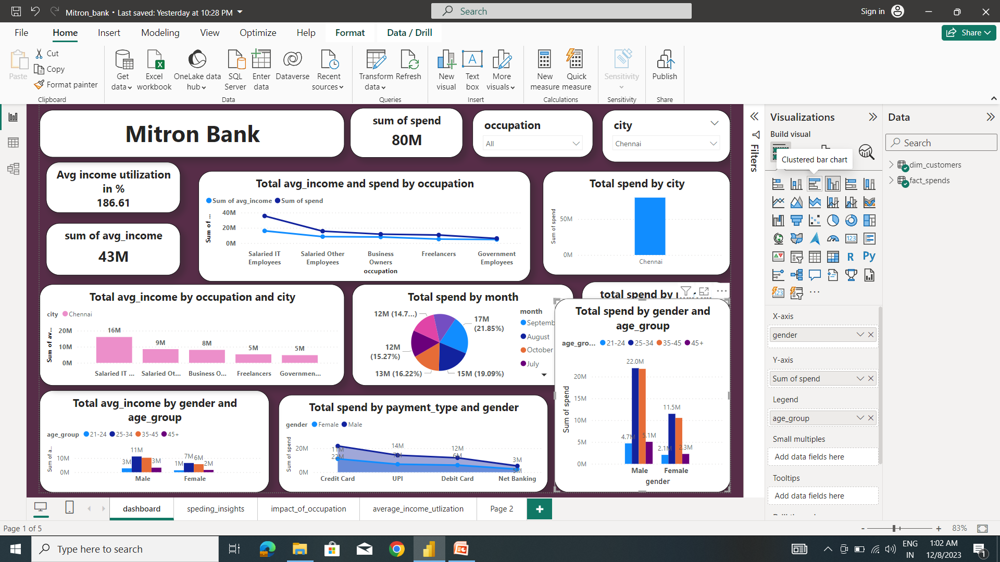 Mitron_bank • Last saved: Yesterday at 10:28 PM
Search
Sign in
File Home Insert Modeling View Optimize Help Format Data / Drill
Share
Paste
Cut
Copy
Format painter
Clipboard
Get data
Excel workbook
OneLake data hub
SQL Server
Enter data
Dataverse
Recent sources
Data
Transform data
Refresh
Queries
New visual
Text box
More visuals
Insert
New measure
Quick measure
Calculations
Sensitivity
Sensitivity
Publish
Share
Mitron Bank
sum of spend
80M
occupation
All
city
Chennai
Avg income utilization
in %
186.61
sum of avg_income
43M
Total avg_income and spend by occupation
Sum of avg_income Sum of spend
Sum of ...
40M
20M
0M
Salaried IT Employees
Salaried Other Employees
Business Owners
Freelancers
Government Employees
occupation
Total spend by city
Sum of spend
50M
0M
Chennai
Total avg_income by occupation and city
city Chennai
Sum of av...
20M
10M
0M
16M
9M
8M
5M
5M
Salaried IT ...
Salaried Ot...
Business O...
Freelancers
Governmen...
Total spend by month
12M (14.7...)
17M
(21.85%)
12M
(15.27%)
13M (16.22%)
15M (19.09%)
month
Septemb
August
October
July
total spend by
Total spend by gender and
age_group
age_gro... 21-24 25-34 35-45 45+
Sum of spend
20M
15M
10M
5M
0M
22.0M
4.7M
5.1M
11.5M
2.1M
2.3M
Male
Female
gender
Total avg_income by gender and
age_group
age_group 21-24 25-34 35-45 45+
Sum of a...
10M
0M
3M
11M
3M
1M
7M
6M
2M
Male
Female
Total spend by payment_type and gender
gender Female Male
Sum of spend
20M
0M
11M
22M
14M
12M
6M
3M
Credit Card
UPI
Debit Card
Net Banking
Filters
Visualizations
Build visual
Clustered bar chart
123
R
Py
123
X-axis
gender
Y-axis
Sum of spend
Legend
age_group
Small multiples
Add data fields here
Tooltips
Add data fields here
Data
Search
dim_customers
fact_spends
dashboard
speding_insights
impact_of_occupation
average_income_utlization
Page 2
Page 1 of 5
- + 83%
Type here to search
ENG
IN
1:02 AM
12/8/2023
1